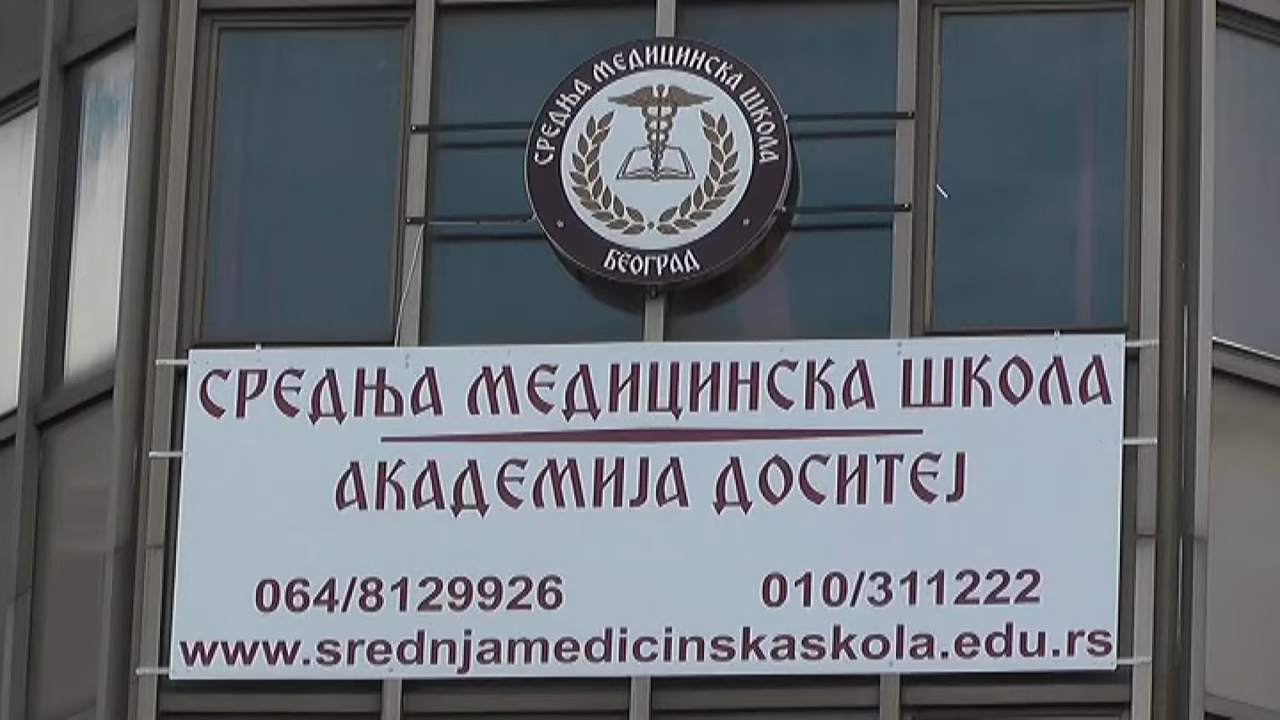 СРЕДЊА МЕДИЦИНСКА ШКОЛА
БЕОГРАД
СРЕДЊА МЕДИЦИНСКА ШКОЛА
АКАДЕМИЈА ДОСИТЕЈ
064/8129926 010/311222
www.srednjamedicinskaskola.edu.rs